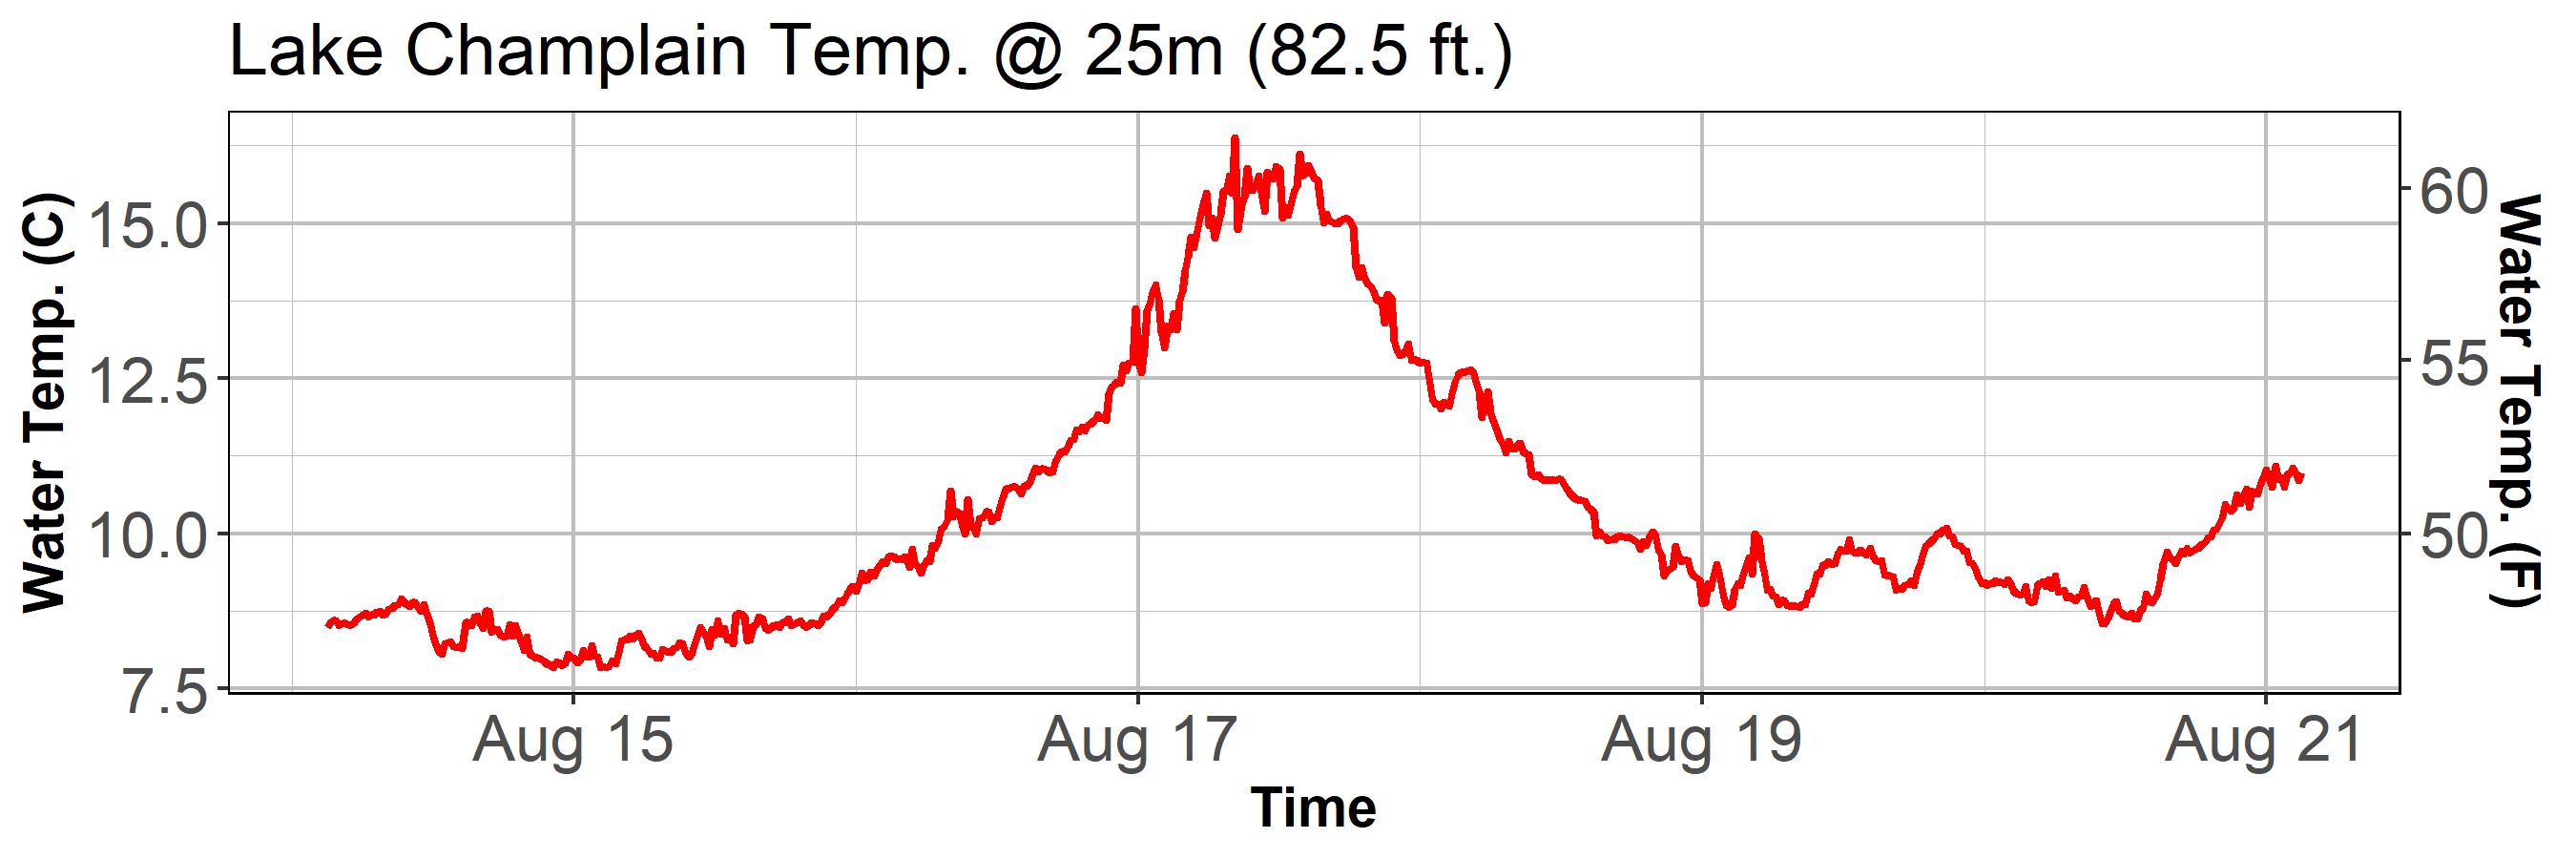 Lake Champlain Temp. @ 25m (82.5 ft.)
Water Temp. (C)
15.0
12.5
10.0
7.5
60
55
50
Water Temp. (F)
Aug 15
Aug 17
Aug 19
Aug 21
Time